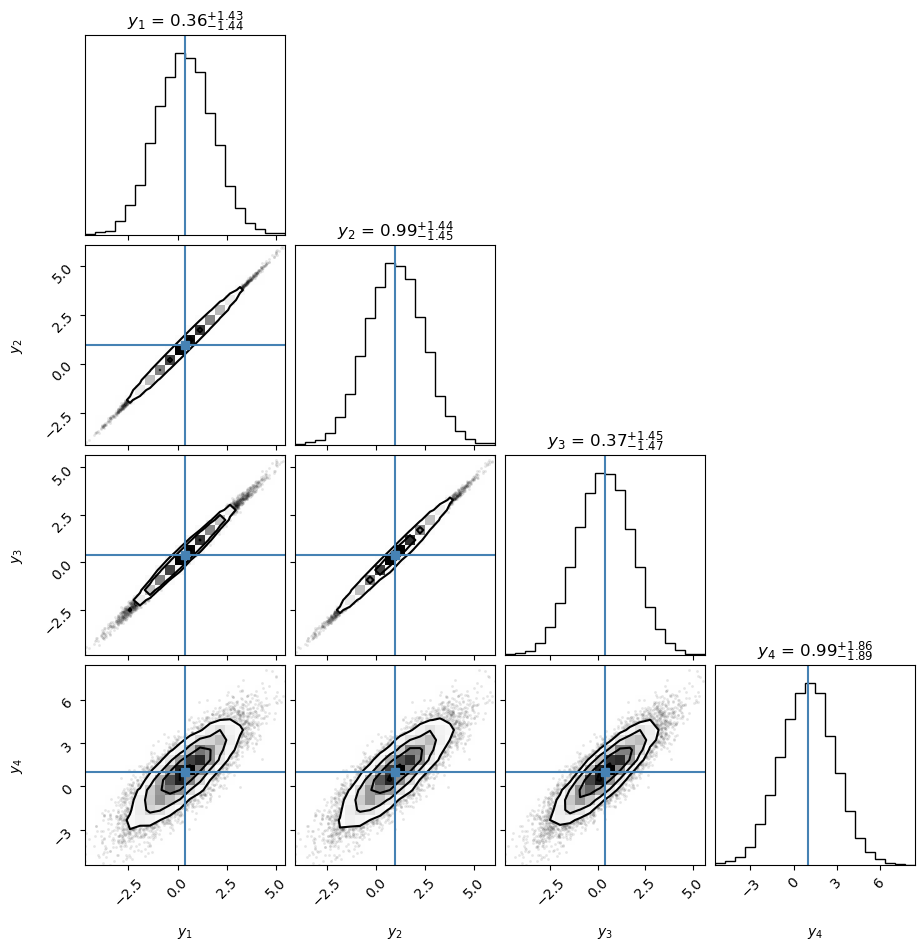 y₁ = 0.36+1.43−1.44
y₂ = 0.99+1.44−1.45
5.0
2.5
0.0
−2.5
y₂
y₃ = 0.37+1.45−1.47
5.0
2.5
0.0
−2.5
y₃
y₄ = 0.99+1.86−1.89
6
3
0
−3
y₄
−2.5 0.0 2.5 5.0 −2.5 0.0 2.5 5.0 −2.5 0.0 2.5 5.0 −3 0 3 6
y₁ y₂ y₃ y₄